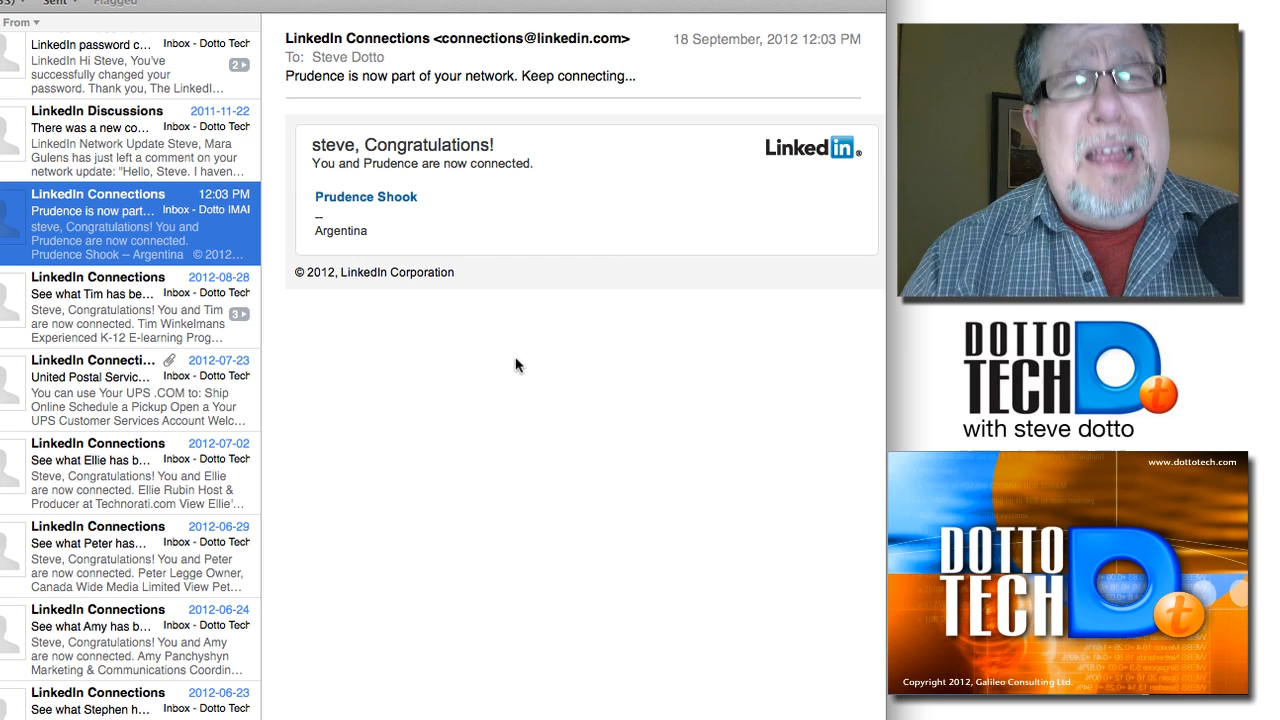 Sent
Flagged
From
LinkedIn password c... Inbox - Dotto Tech
LinkedIn Hi Steve, You've
successfully changed your
password. Thank you, The LinkedI...
2
LinkedIn Discussions 2011-11-22
There was a new co... Inbox - Dotto Tech
LinkedIn Network Update Steve, Mara
Gulens has just left a comment on your
network update: "Hello, Steve. I haven...
LinkedIn Connections 12:03 PM
Prudence is now part... Inbox - Dotto IMAP
steve, Congratulations! You and
Prudence are now connected.
Prudence Shook -- Argentina © 2012...
LinkedIn Connections 2012-08-28
See what Tim has be... Inbox - Dotto Tech
Steve, Congratulations! You and Tim
are now connected. Tim Winkelmans
Experienced K-12 E-learning Prog...
3
LinkedIn Connecti... 2012-07-23
United Postal Servic... Inbox - Dotto Tech
You can use Your UPS .COM to: Ship
Online Schedule a Pickup Open a Your
UPS Customer Services Account Welc...
LinkedIn Connections 2012-07-02
See what Ellie has b... Inbox - Dotto Tech
Steve, Congratulations! You and Ellie
are now connected. Ellie Rubin Host &
Producer at Technorati.com View Ellie'...
LinkedIn Connections 2012-06-29
See what Peter has... Inbox - Dotto Tech
Steve, Congratulations! You and Peter
are now connected. Peter Legge Owner,
Canada Wide Media Limited View Pet...
LinkedIn Connections 2012-06-24
See what Amy has b... Inbox - Dotto Tech
Steve, Congratulations! You and Amy
are now connected. Amy Panchyshyn
Marketing & Communications Coordin...
LinkedIn Connections 2012-06-23
See what Stephen h... Inbox - Dotto Tech
LinkedIn Connections <connections@linkedin.com> 18 September, 2012 12:03 PM
To: Steve Dotto
Prudence is now part of your network. Keep connecting...
steve, Congratulations!
You and Prudence are now connected.
Linked in®
Prudence Shook
--
Argentina
© 2012, LinkedIn Corporation
DOTTO
TECH
D t
with steve dotto
www.dottotech.com
DOTTO
TECH
D t
Copyright 2012, Galileo Consulting Ltd.